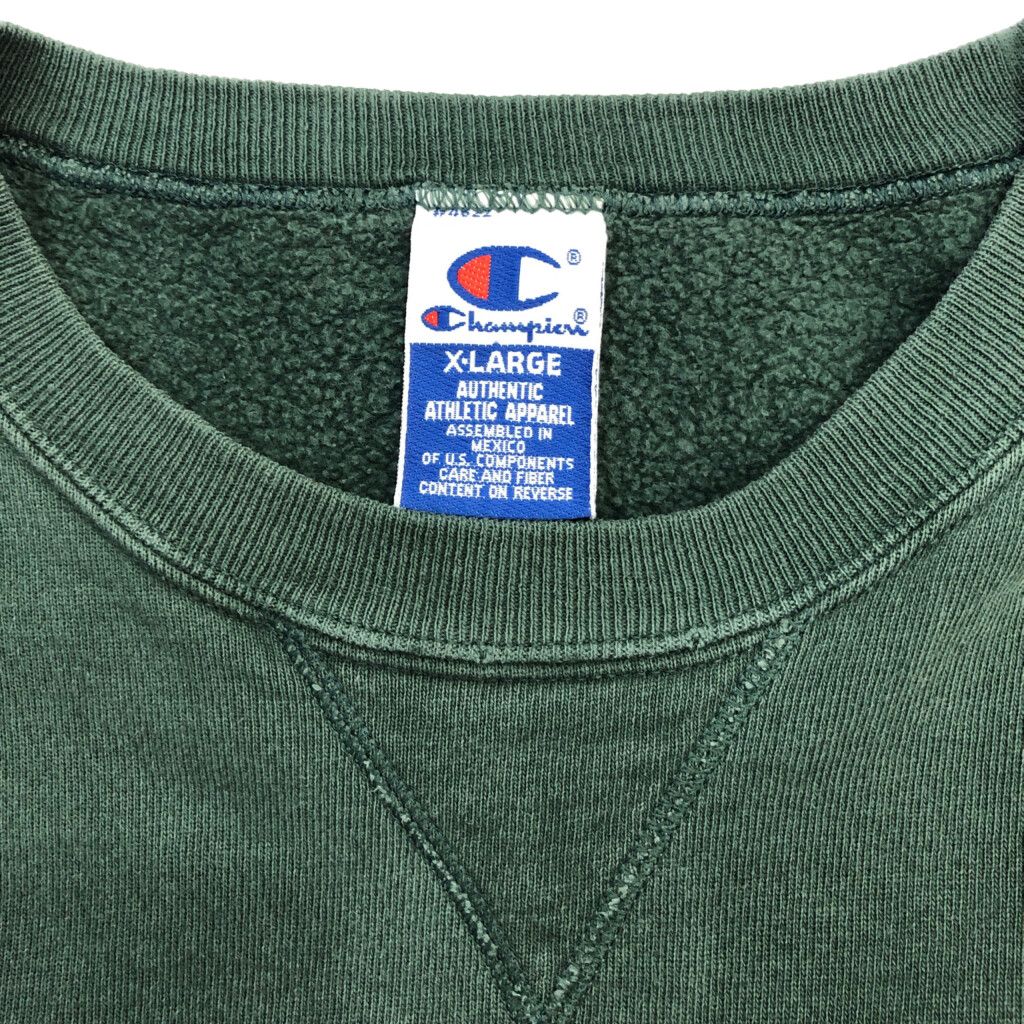 ®
Champion®
X-LARGE
AUTHENTIC
ATHLETIC APPAREL
ASSEMBLED IN
MEXICO
OF U.S. COMPONENTS
CARE AND FIBER
CONTENT ON REVERSE